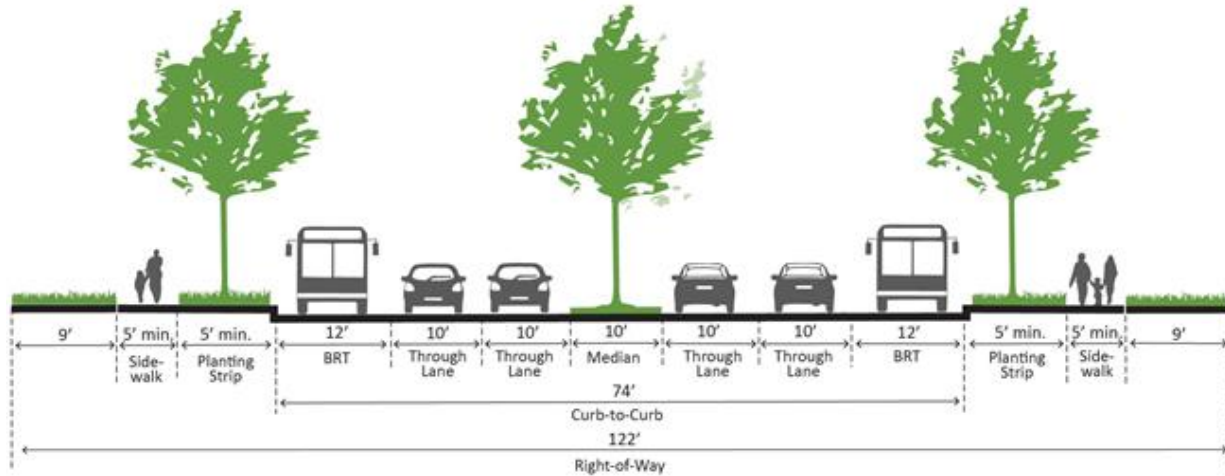 9’ 5’ min. 5’ min. 12’ 10’ 10’ 10’ 10’ 10’ 12’ 5’ min. 5’ min. 9’
Side- Planting BRT Through Through Median Through Through BRT Planting Side-
walk Strip Lane Lane Lane Lane Strip walk
74’
Curb-to-Curb
122’
Right-of-Way